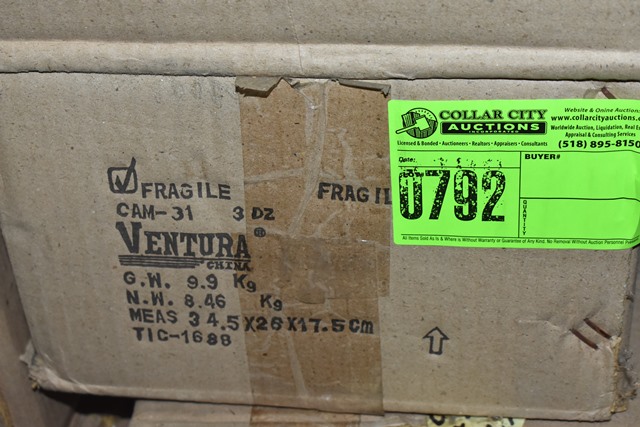 FRAGILE
CAM-31 3 DZ
VENTURA®
CHINA
G.W. 9.9 Kg
N.W. 8.46 Kg
MEAS 34.5X26X17.5cm
TIC-1688
FRAGIL
COLLAR CITY
AUCTIONS
INCORPORATED
Licensed & Bonded • Auctioneers • Realtors • Appraisers • Consultants
Website & Online Auctions
www.collarcityauctions.c
Worldwide Auction, Liquidation, Real Es
Appraisal & Consulting Services
(518) 895-8150
Date:
0792
BUYER#
QUANTITY
All Items Sold As Is & Where Is Without Warranty or Guarantee of Any Kind. No Removal Without Auction Personnel